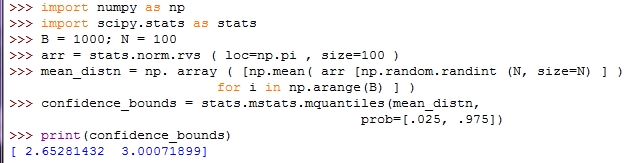 >>> import numpy as np
>>> import scipy.stats as stats
>>> B = 1000; N = 100
>>> arr = stats.norm.rvs ( loc=np.pi , size=100 )
>>> mean_distn = np. array ( [np.mean( arr [np.random.randint (N, size=N) ] )
for i in np.arange(B) ] )
>>> confidence_bounds = stats.mstats.mquantiles(mean_distn,
prob=[.025, .975])
>>> print(confidence_bounds)
[ 2.65281432  3.00071899]